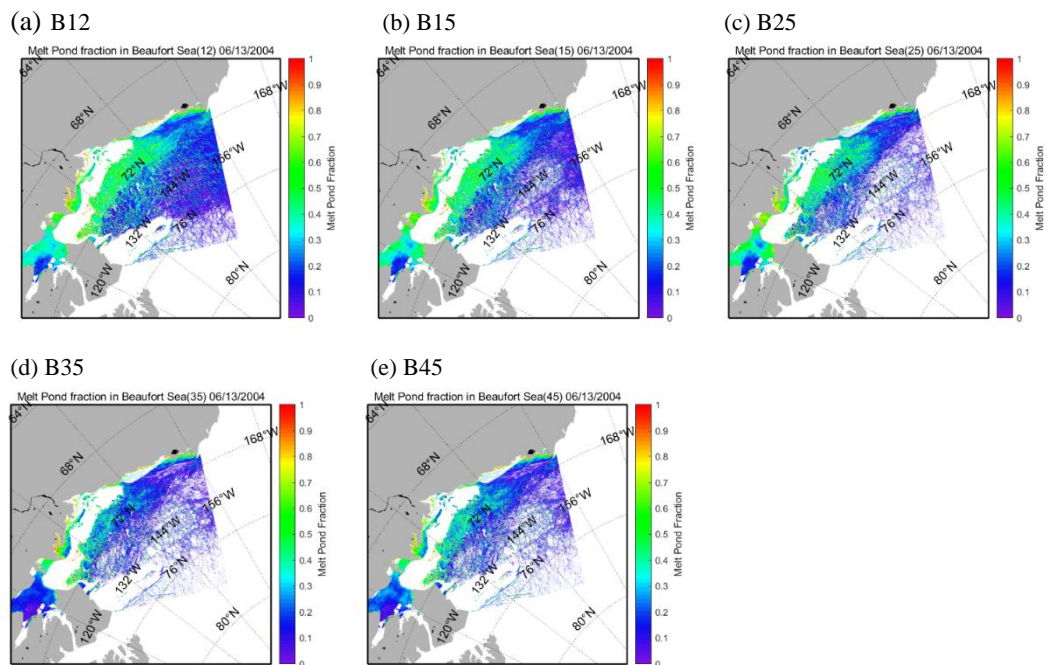 (a) B12
Melt Pond fraction in Beaufort Sea(12) 06/13/2004
64°N
68°N
72°N
76°N
80°N
168°W
156°W
144°W
132°W
120°W
1
0.9
0.8
0.7
0.6
0.5
0.4
0.3
0.2
0.1
0
Melt Pond Fraction
(b) B15
Melt Pond fraction in Beaufort Sea(15) 06/13/2004
64°N
68°N
72°N
76°N
80°N
168°W
156°W
144°W
132°W
120°W
1
0.9
0.8
0.7
0.6
0.5
0.4
0.3
0.2
0.1
0
Melt Pond Fraction
(c) B25
Melt Pond fraction in Beaufort Sea(25) 06/13/2004
64°N
68°N
72°N
76°N
80°N
168°W
156°W
144°W
132°W
120°W
1
0.9
0.8
0.7
0.6
0.5
0.4
0.3
0.2
0.1
0
Melt Pond Fraction
(d) B35
Melt Pond fraction in Beaufort Sea(35) 06/13/2004
64°N
68°N
72°N
76°N
80°N
168°W
156°W
144°W
132°W
120°W
1
0.9
0.8
0.7
0.6
0.5
0.4
0.3
0.2
0.1
0
Melt Pond Fraction
(e) B45
Melt Pond fraction in Beaufort Sea(45) 06/13/2004
64°N
68°N
72°N
76°N
80°N
168°W
156°W
144°W
132°W
120°W
1
0.9
0.8
0.7
0.6
0.5
0.4
0.3
0.2
0.1
0
Melt Pond Fraction